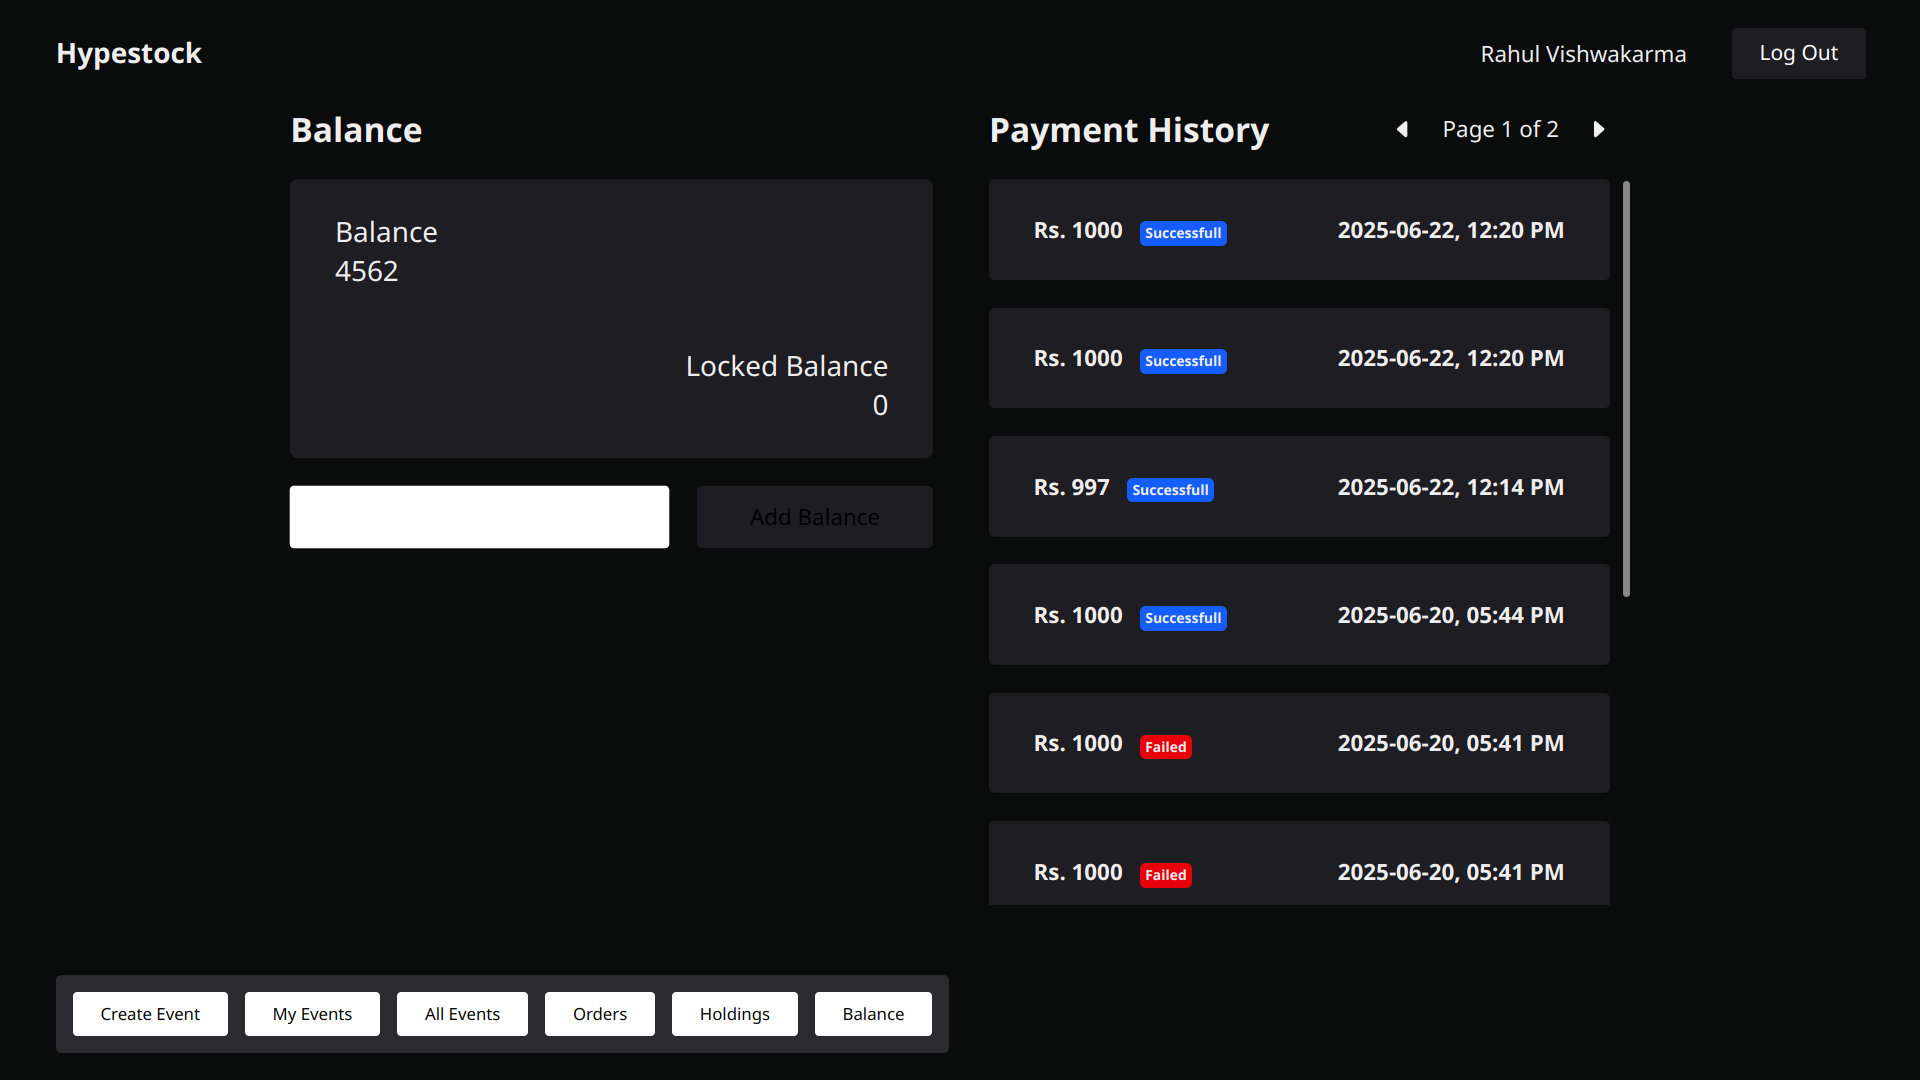 Hypestock
Rahul Vishwakarma
Log Out
Balance
Balance
4562
Locked Balance
0
Add Balance
Payment History
Page 1 of 2
Rs. 1000 Successfull 2025-06-22, 12:20 PM
Rs. 1000 Successfull 2025-06-22, 12:20 PM
Rs. 997 Successfull 2025-06-22, 12:14 PM
Rs. 1000 Successfull 2025-06-20, 05:44 PM
Rs. 1000 Failed 2025-06-20, 05:41 PM
Rs. 1000 Failed 2025-06-20, 05:41 PM
Create Event My Events All Events Orders Holdings Balance